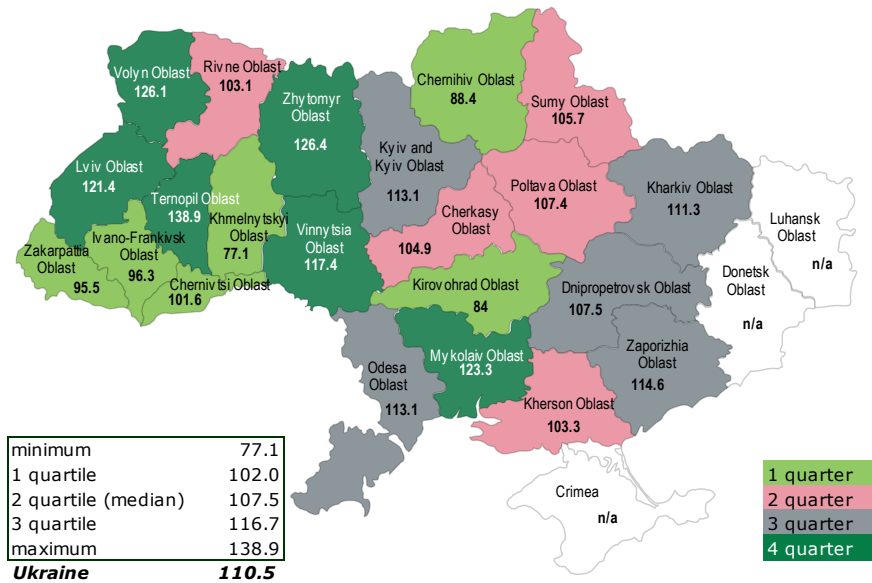 Volyn Oblast
126.1
Rivne Oblast
103.1
Zhytomyr
Oblast
126.4
Chernihiv Oblast
88.4
Sumy Oblast
105.7
Kyiv and
Kyiv Oblast
113.1
Lviv Oblast
121.4
Ternopil Oblast
138.9
Khmelnytskyi
Oblast
77.1
Vinnytsia
Oblast
117.4
Cherkasy
Oblast
104.9
Poltava Oblast
107.4
Kharkiv Oblast
111.3
Luhansk
Oblast
n/a
Donetsk
Oblast
n/a
Zakarpattia
Oblast
95.5
Ivano-Frankivsk
Oblast
96.3
Chernivtsi Oblast
101.6
Kirovohrad Oblast
84
Dnipropetrovsk Oblast
107.5
Zaporizhia
Oblast
114.6
Odesa
Oblast
113.1
Mykolaiv Oblast
123.3
Kherson Oblast
103.3
Crimea
n/a
minimum 77.1
1 quartile 102.0
2 quartile (median) 107.5
3 quartile 116.7
maximum 138.9
Ukraine 110.5
1 quarter
2 quarter
3 quarter
4 quarter